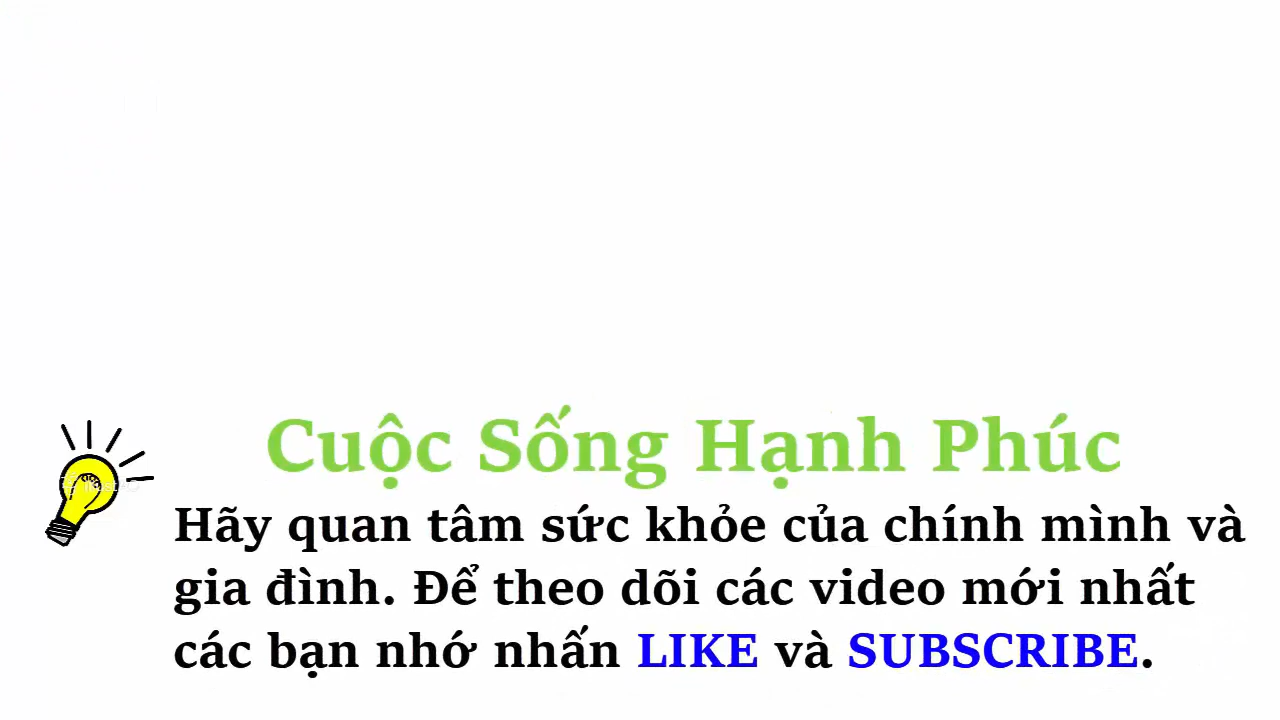 Cuộc Sống Hạnh Phúc
Hãy quan tâm sức khỏe của chính mình và
gia đình. Để theo dõi các video mới nhất
các bạn nhớ nhấn LIKE và SUBSCRIBE.